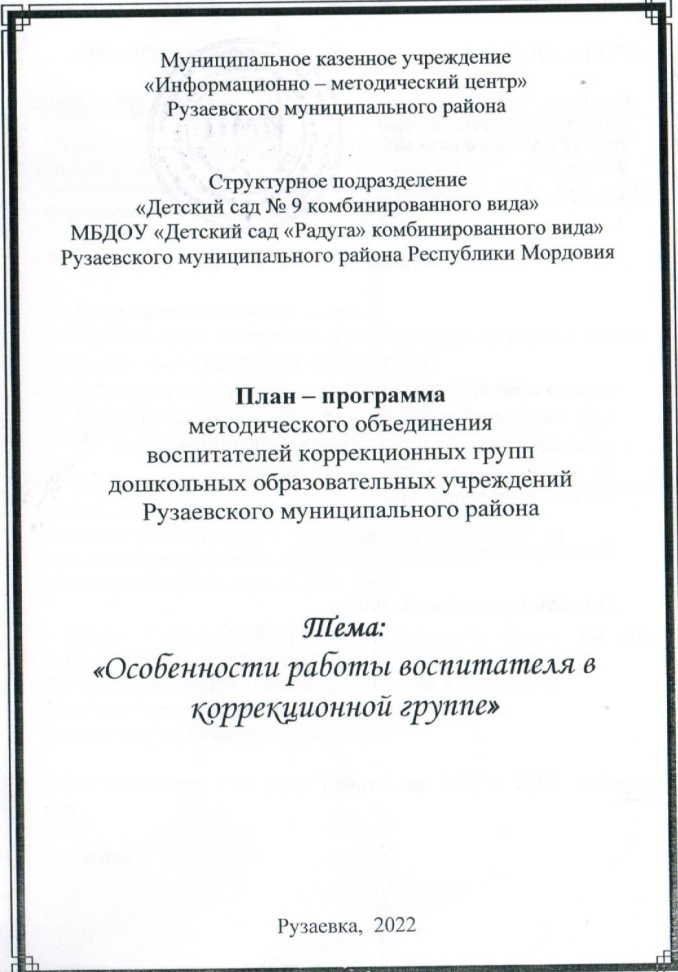 Муниципальное казенное учреждение
«Информационно – методический центр»
Рузаевского муниципального района
Структурное подразделение
«Детский сад № 9 комбинированного вида»
МБДОУ «Детский сад «Радуга» комбинированного вида»
Рузаевского муниципального района Республики Мордовия
План – программа
методического объединения
воспитателей коррекционных групп
дошкольных образовательных учреждений
Рузаевского муниципального района
Тема:
«Особенности работы воспитателя в
коррекционной группе»
Рузаевка, 2022